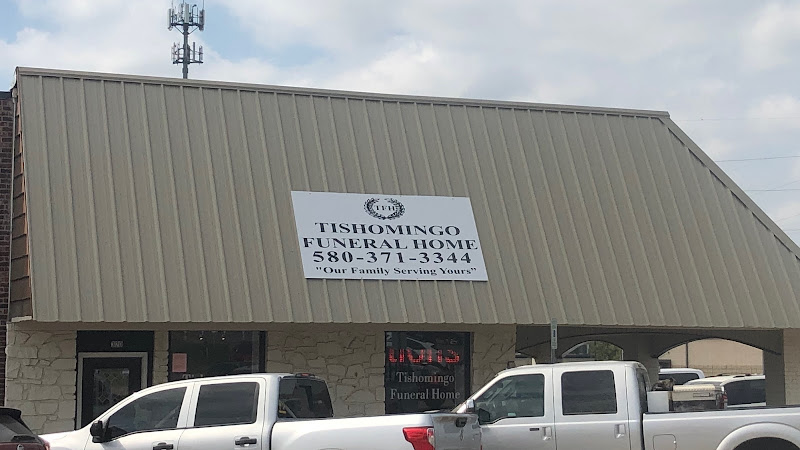 TFH
TISHOMINGO
FUNERAL HOME
580-371-3344
"Our Family Serving Yours"
Tishomingo
Funeral Home